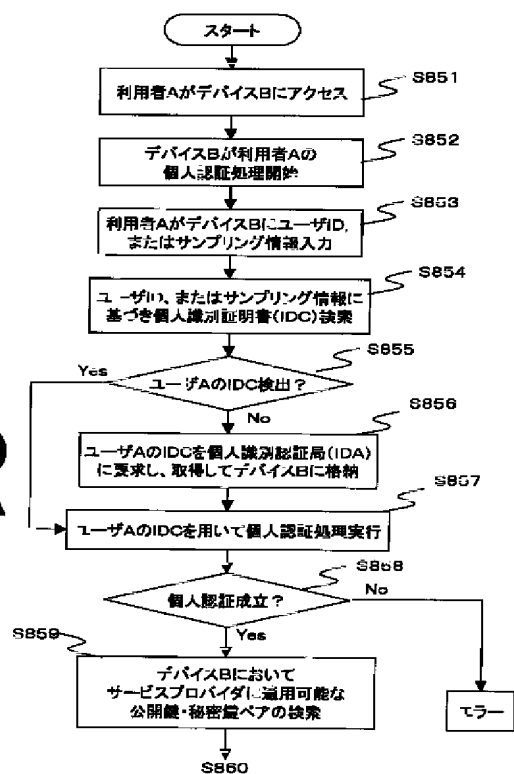 スタート
S851
利用者AがデバイスBにアクセス
S852
デバイスBが利用者Aの
個人認証処理開始
S853
利用者AがデバイスBにユーザID,
またはサンプリング情報入力
S854
ユーザID、またはサンプリング情報に
基づき個人識別証明書(IDC)検索
S855
ユーザAのIDC検出？
Yes
No
S856
ユーザAのIDCを個人識別認証局(IDA)
に要求し、取得してデバイスBに格納
S857
ユーザAのIDCを用いて個人認証処理実行
S858
個人認証成立？
No
Yes
S859
デバイスBにおいて
サービスプロバイダに適用可能な
公開鍵・秘密鍵ペアの検索
エラー
S860